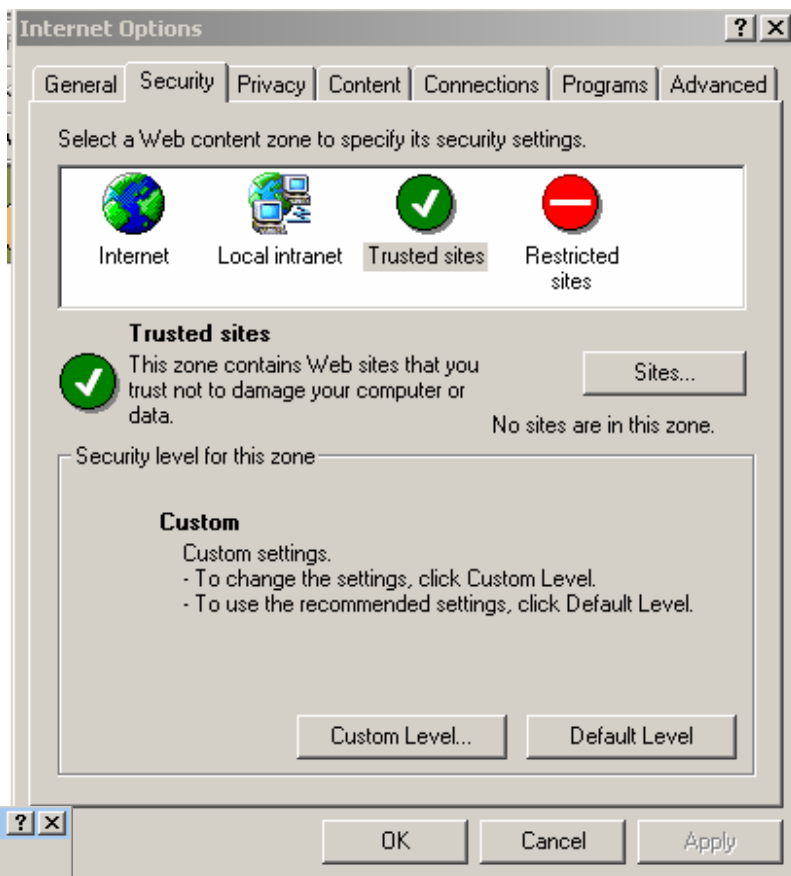 Internet Options
General Security Privacy Content Connections Programs Advanced
Select a Web content zone to specify its security settings.
Internet Local intranet Trusted sites Restricted
sites
Trusted sites
This zone contains Web sites that you
trust not to damage your computer or
data.
Sites...
No sites are in this zone.
Security level for this zone
Custom
Custom settings.
- To change the settings, click Custom Level.
- To use the recommended settings, click Default Level.
Custom Level... Default Level
OK Cancel Apply